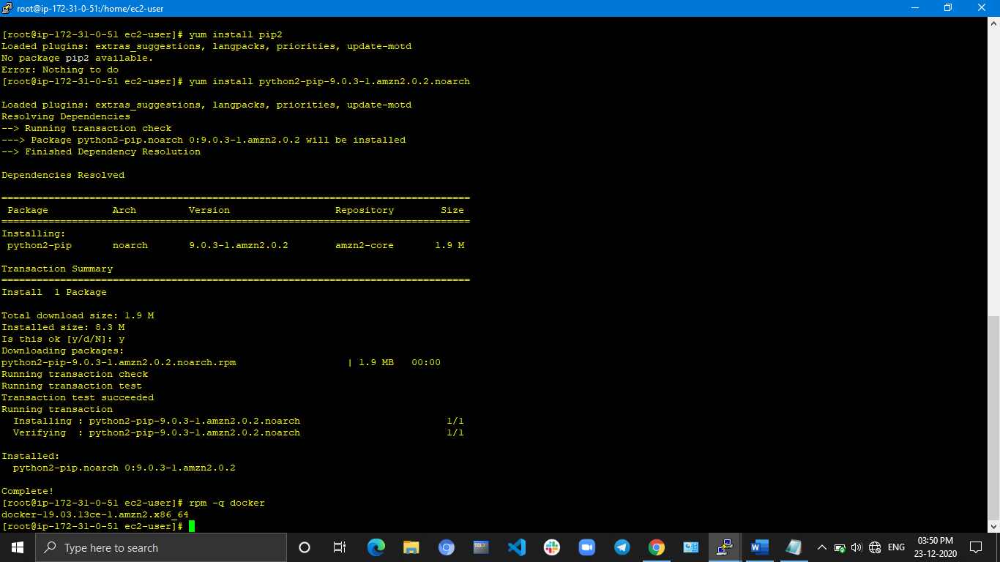 root@ip-172-31-0-51:/home/ec2-user
[root@ip-172-31-0-51 ec2-user]# yum install pip2
Loaded plugins: extras_suggestions, langpacks, priorities, update-motd
No package pip2 available.
Error: Nothing to do
[root@ip-172-31-0-51 ec2-user]# yum install python2-pip-9.0.3-1.amzn2.0.2.noarch
Loaded plugins: extras_suggestions, langpacks, priorities, update-motd
Resolving Dependencies
--> Running transaction check
---> Package python2-pip.noarch 0:9.0.3-1.amzn2.0.2 will be installed
--> Finished Dependency Resolution
Dependencies Resolved
================================================================================
Package Arch Version Repository Size
================================================================================
Installing:
python2-pip noarch 9.0.3-1.amzn2.0.2 amzn2-core 1.9 M
Transaction Summary
================================================================================
Install 1 Package
Total download size: 1.9 M
Installed size: 8.3 M
Is this ok [y/d/N]: y
Downloading packages:
python2-pip-9.0.3-1.amzn2.0.2.noarch.rpm | 1.9 MB 00:00
Running transaction check
Running transaction test
Transaction test succeeded
Running transaction
Installing : python2-pip-9.0.3-1.amzn2.0.2.noarch 1/1
Verifying : python2-pip-9.0.3-1.amzn2.0.2.noarch 1/1
Installed:
python2-pip.noarch 0:9.0.3-1.amzn2.0.2
Complete!
[root@ip-172-31-0-51 ec2-user]# rpm -q docker
docker-19.03.13ce-1.amzn2.x86_64
[root@ip-172-31-0-51 ec2-user]#
Type here to search
ENG
03:50 PM
23-12-2020